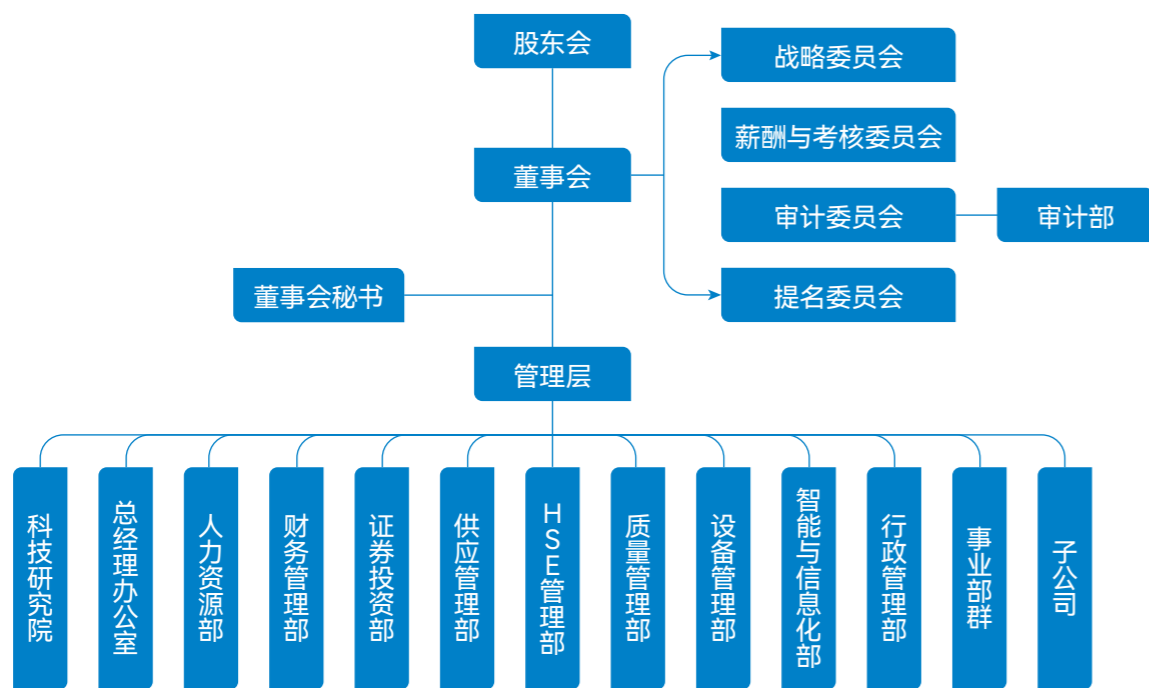 股东会
战略委员会
薪酬与考核委员会
董事会
审计委员会
审计部
董事会秘书
提名委员会
管理层
科技研究院
总经理办公室
人力资源部
财务管理部
证券投资部
供应管理部
HSE管理部
质量管理部
设备管理部
智能与信息化部
行政管理部
事业部群
子公司